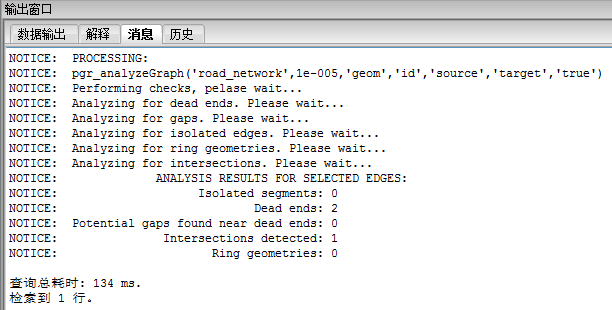 输出窗口
数据输出 解释 消息 历史
NOTICE:  PROCESSING:
NOTICE:  pgr_analyzeGraph('road_network',1e-005,'geom','id','source','target','true')
NOTICE:  Performing checks, pelase wait...
NOTICE:  Analyzing for dead ends. Please wait...
NOTICE:  Analyzing for gaps. Please wait...
NOTICE:  Analyzing for isolated edges. Please wait...
NOTICE:  Analyzing for ring geometries. Please wait...
NOTICE:  Analyzing for intersections. Please wait...
NOTICE:              ANALYSIS RESULTS FOR SELECTED EDGES:
NOTICE:                    Isolated segments: 0
NOTICE:                            Dead ends: 2
NOTICE:  Potential gaps found near dead ends: 0
NOTICE:               Intersections detected: 1
NOTICE:                      Ring geometries: 0
查询总耗时: 134 ms.
检索到 1 行。